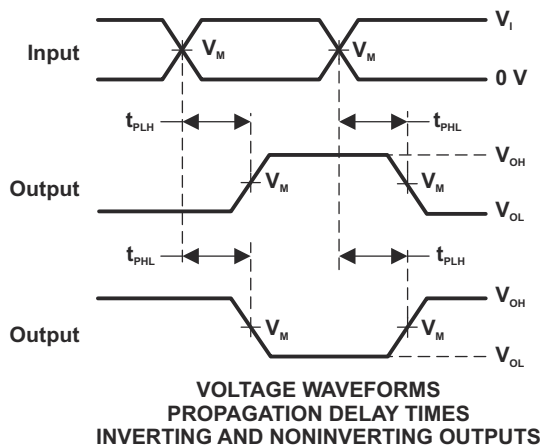 V_I
Input
V_M
V_M
0 V
t_PLH
t_PHL
V_OH
Output
V_M
V_M
V_OL
t_PHL
t_PLH
V_OH
Output
V_M
V_M
V_OL
VOLTAGE WAVEFORMS
PROPAGATION DELAY TIMES
INVERTING AND NONINVERTING OUTPUTS